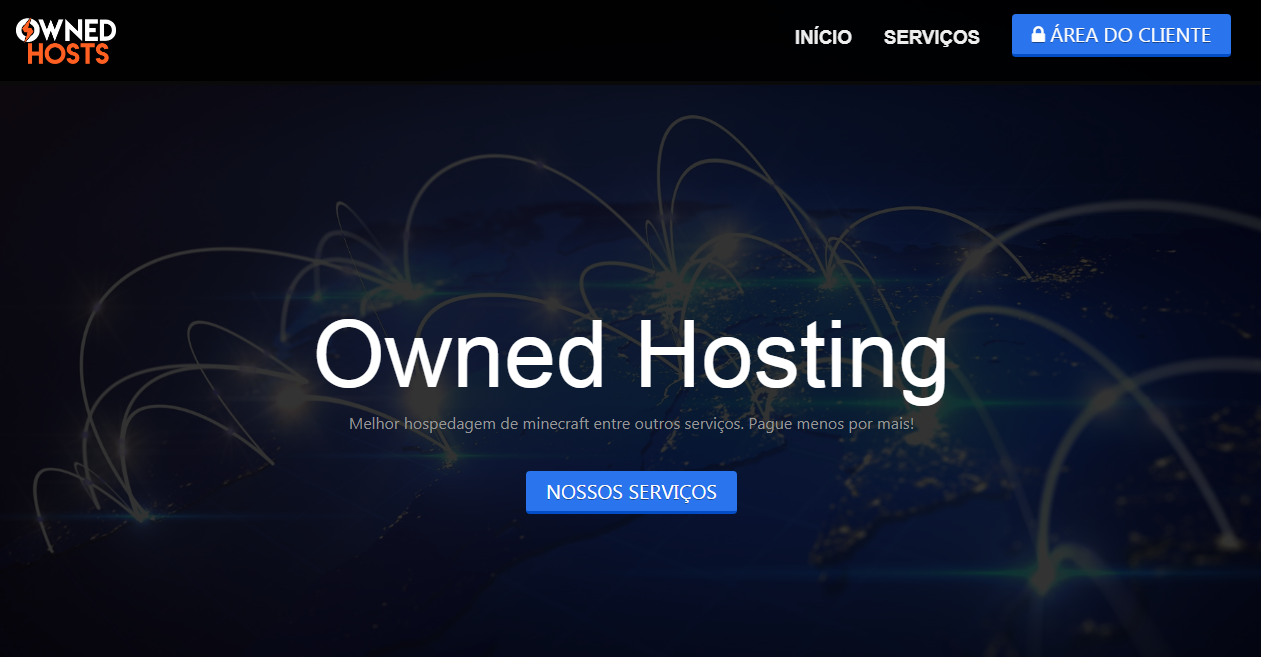 OWNED
HOSTS
INÍCIO
SERVIÇOS
ÁREA DO CLIENTE
Owned Hosting
Melhor hospedagem de minecraft entre outros serviços. Pague menos por mais!
NOSSOS SERVIÇOS